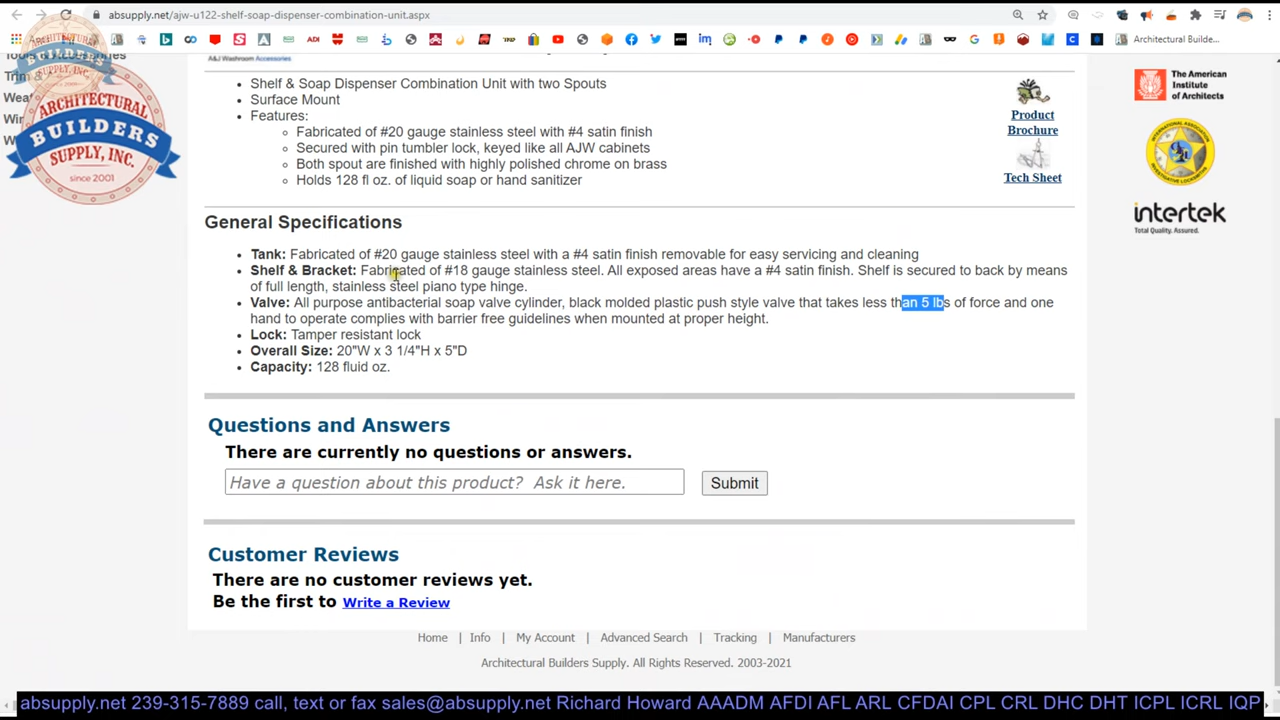 absupply.net/ajw-u122-shelf-soap-dispenser-combination-unit.aspx
Architectural Builde...
ARCHITECTURAL
BUILDERS
SUPPLY, INC.
since 2001
A&J Washroom Accessories
Shelf & Soap Dispenser Combination Unit with two Spouts
Surface Mount
Features:
Fabricated of #20 gauge stainless steel with #4 satin finish
Secured with pin tumbler lock, keyed like all AJW cabinets
Both spout are finished with highly polished chrome on brass
Holds 128 fl oz. of liquid soap or hand sanitizer
Product
Brochure
Tech Sheet
The American
Institute
of Architects
intertek
Total Quality. Assured.
General Specifications
Tank: Fabricated of #20 gauge stainless steel with a #4 satin finish removable for easy servicing and cleaning
Shelf & Bracket: Fabricated of #18 gauge stainless steel. All exposed areas have a #4 satin finish. Shelf is secured to back by means
of full length, stainless steel piano type hinge.
Valve: All purpose antibacterial soap valve cylinder, black molded plastic push style valve that takes less than 5 lbs of force and one
hand to operate complies with barrier free guidelines when mounted at proper height.
Lock: Tamper resistant lock
Overall Size: 20"W x 3 1/4"H x 5"D
Capacity: 128 fluid oz.
Questions and Answers
There are currently no questions or answers.
Have a question about this product? Ask it here.
Submit
Customer Reviews
There are no customer reviews yet.
Be the first to Write a Review
Home | Info | My Account | Advanced Search | Tracking | Manufacturers
Architectural Builders Supply. All Rights Reserved. 2003-2021
absupply.net 239-315-7889 call, text or fax sales@absupply.net Richard Howard AAADM AFDI AFL ARL CFDAI CPL CRL DHC DHT ICPL ICRL IQP